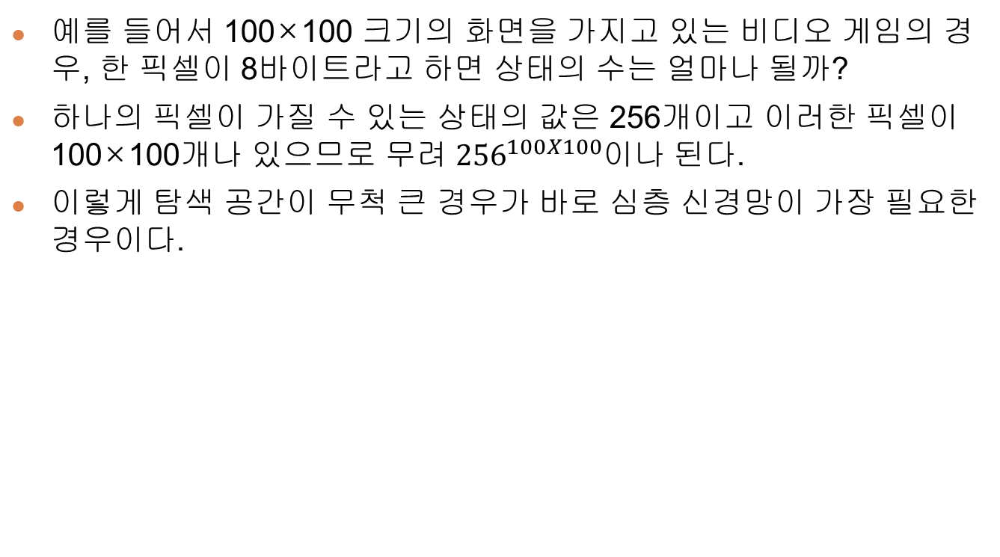 • 예를 들어서 100×100 크기의 화면을 가지고 있는 비디오 게임의 경
우, 한 픽셀이 8바이트라고 하면 상태의 수는 얼마나 될까?
• 하나의 픽셀이 가질 수 있는 상태의 값은 256개이고 이러한 픽셀이
100×100개나 있으므로 무려 256^{100X100}이나 된다.
• 이렇게 탐색 공간이 무척 큰 경우가 바로 심층 신경망이 가장 필요한
경우이다.